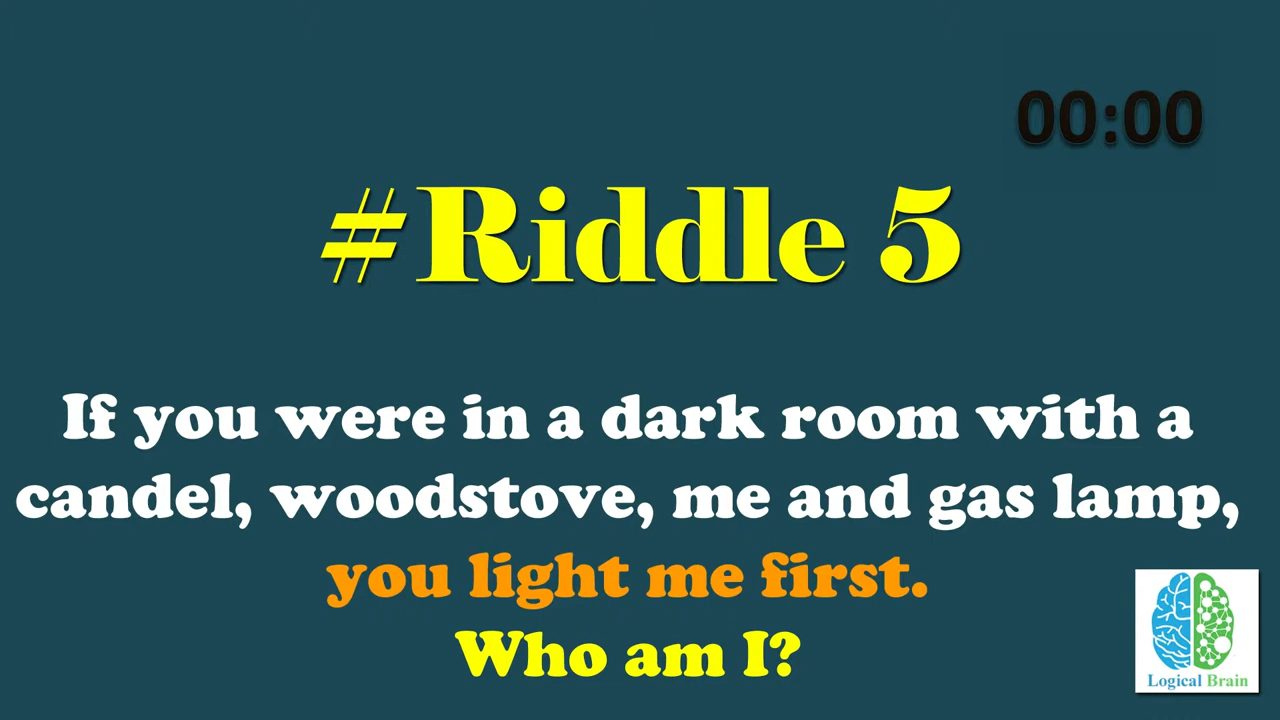 00:00
#Riddle 5
If you were in a dark room with a
candel, woodstove, me and gas lamp,
you light me first.
Who am I?
Logical Brain